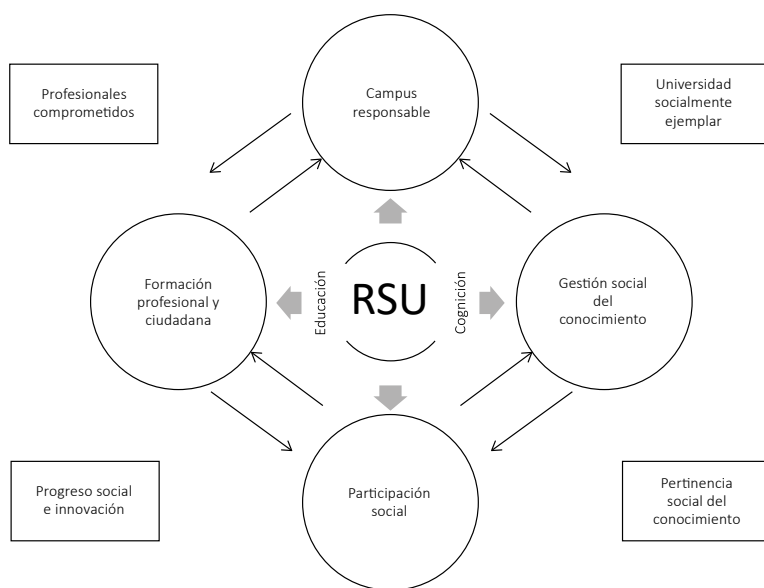 Campus
responsable
Profesionales
comprometidos
Universidad
socialmente
ejemplar
Formación
profesional y
ciudadana
Educación
RSU
Cognición
Gestión social
del
conocimiento
Progreso social
e innovación
Participación
social
Pertinencia
social del
conocimiento